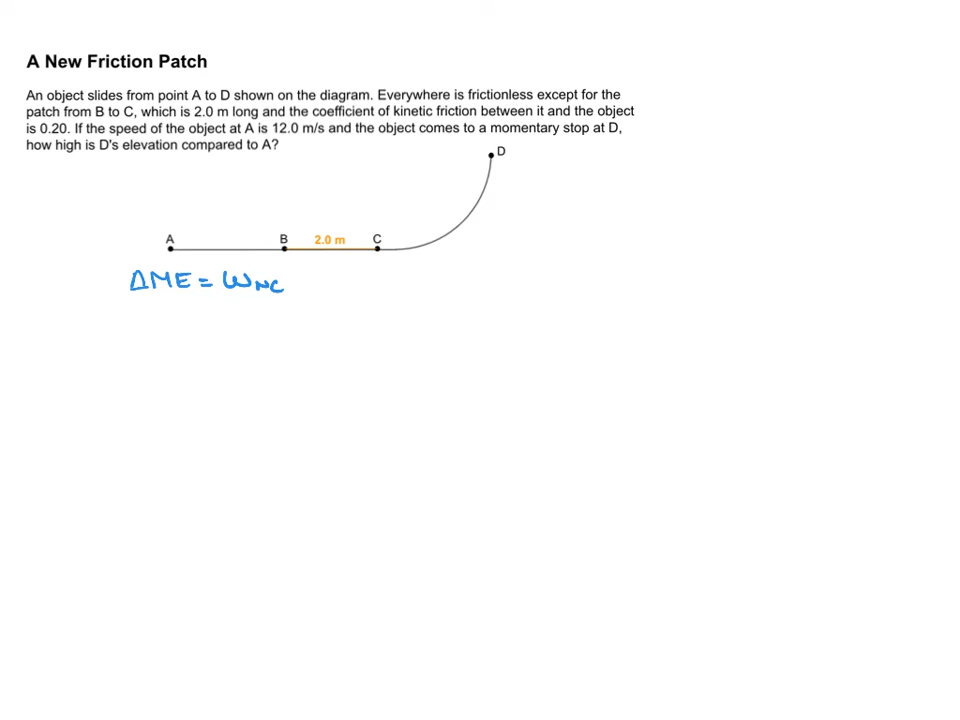 A New Friction Patch
An object slides from point A to D shown on the diagram. Everywhere is frictionless except for the
patch from B to C, which is 2.0 m long and the coefficient of kinetic friction between it and the object
is 0.20. If the speed of the object at A is 12.0 m/s and the object comes to a momentary stop at D,
how high is D's elevation compared to A?
D
A B 2.0 m C
ΔME = WNC